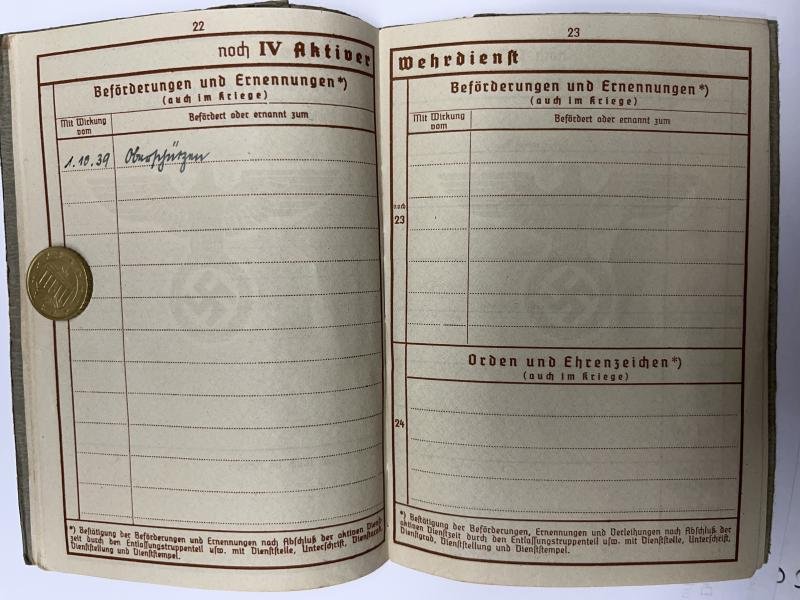 22
noch IV Aktiver
Beförderungen und Ernennungen*)
(auch im Kriege)
Mit Wirkung vom
Befördert oder ernannt zum
1.10.39 Oberschützen
*) Bestätigung der Beförderungen und Ernennungen nach Abschluß der aktiven Dienst-
zeit durch den Entlassungstruppenteil usw. mit Dienststelle, Unterschrift, Dienstgrad,
Dienststellung und Dienststempel.
23
Wehrdienst
Beförderungen und Ernennungen*)
(auch im Kriege)
Mit Wirkung vom
Befördert oder ernannt zum
noch
23
Orden und Ehrenzeichen*)
(auch im Kriege)
24
*) Bestätigung der Beförderungen, Ernennungen und Verleihungen nach Abschluß der
aktiven Dienstzeit durch den Entlassungstruppenteil usw. mit Dienststelle, Unterschrift,
Dienstgrad, Dienststellung und Dienststempel.